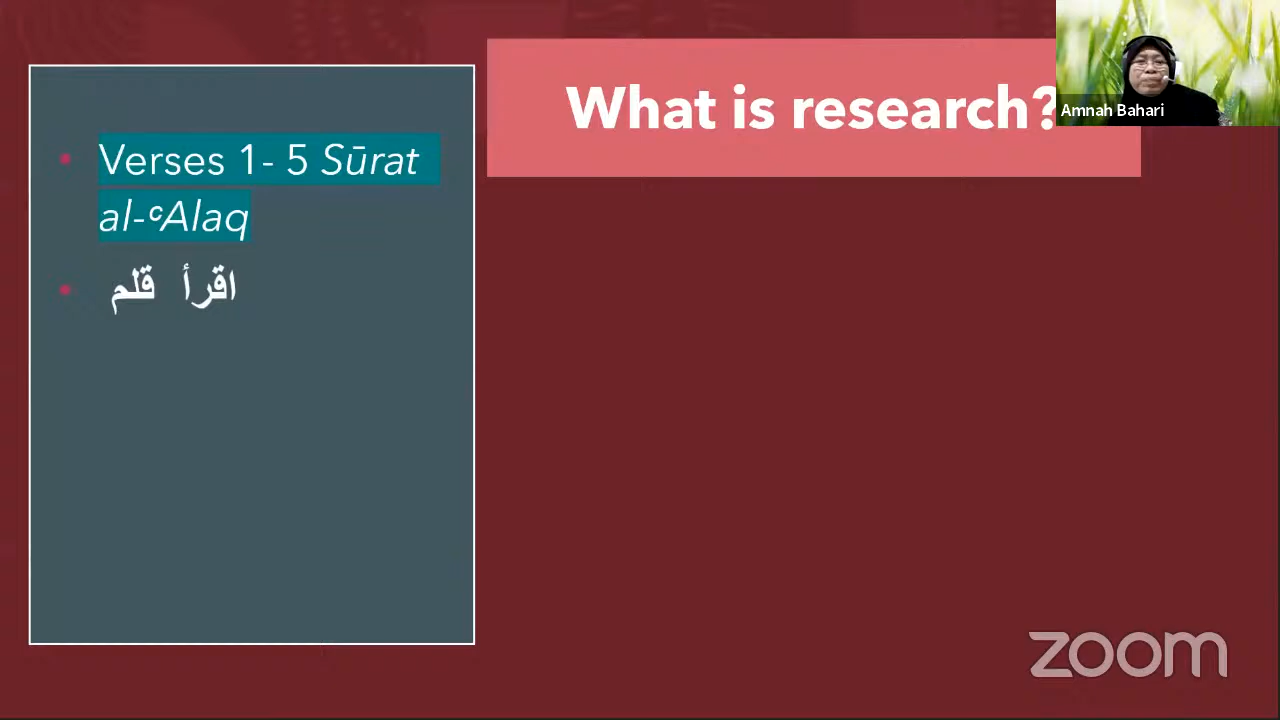 What is research?
Amnah Bahari
• Verses 1- 5 Sūrat
al-ᶜAlaq
• اقرأ قلم
zoom